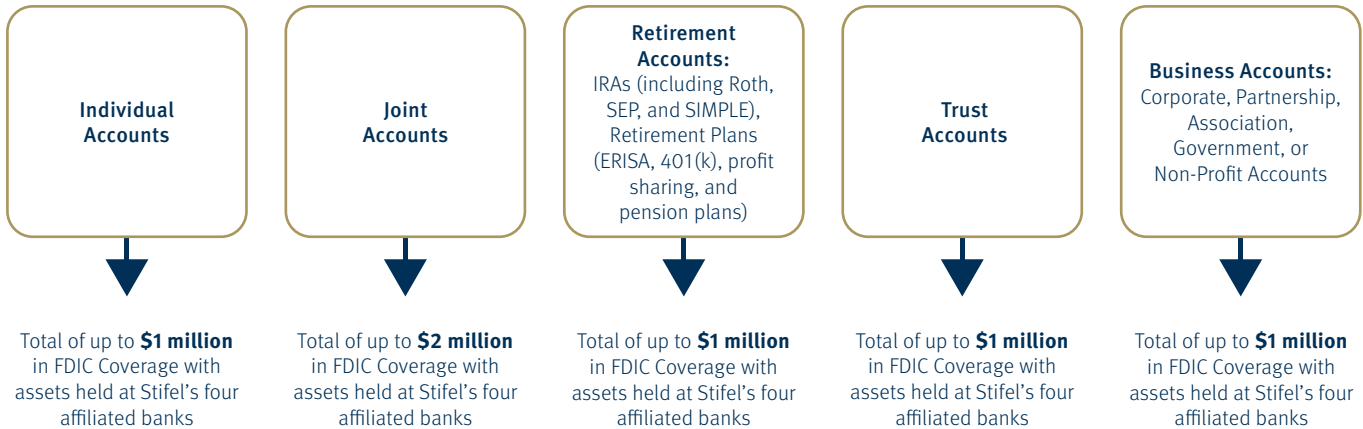 Individual
Accounts
Joint
Accounts
Retirement
Accounts:
IRAs (including Roth,
SEP, and SIMPLE),
Retirement Plans
(ERISA, 401(k), profit
sharing, and
pension plans)
Trust
Accounts
Business Accounts:
Corporate, Partnership,
Association,
Government, or
Non-Profit Accounts
Total of up to $1 million
in FDIC Coverage with
assets held at Stifel’s four
affiliated banks
Total of up to $2 million
in FDIC Coverage with
assets held at Stifel’s four
affiliated banks
Total of up to $1 million
in FDIC Coverage with
assets held at Stifel’s four
affiliated banks
Total of up to $1 million
in FDIC Coverage with
assets held at Stifel’s four
affiliated banks
Total of up to $1 million
in FDIC Coverage with
assets held at Stifel’s four
affiliated banks